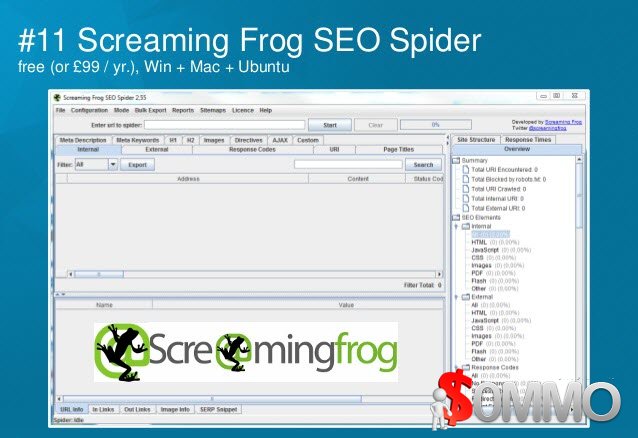 #11 Screaming Frog SEO Spider
free (or £99 / yr.), Win + Mac + Ubuntu
Screaming Frog SEO Spider 2,55
File Configuration Mode Bulk Export Reports Sitemaps Licence Help
Enter url to spider: Start Clear 0%
Developed by Screaming Frog
Twitter @screamingfrog
Meta Description Meta Keywords H1 H2 Images Directives AJAX Custom
Internal External Response Codes URI Page Titles
Filter: All Export Search
Address Content Status Cod
Filter Total: 0
Name Value
Screamingfrog
URL Info In Links Out Links Image Info SERP Snippet
Spider: Idle
Site Structure Response Times
Overview
Summary
Total URI Encountered: 0
Total Blocked by robots.txt: 0
Total URI Crawled: 0
Total Internal URI: 0
Total External URI: 0
SEO Elements
Internal
All (0) (0,00%)
HTML (0) (0,00%)
JavaScript (0) (0,00%)
CSS (0) (0,00%)
Images (0) (0,00%)
PDF (0) (0,00%)
Flash (0) (0,00%)
Other (0) (0,00%)
External
All (0) (0,00%)
HTML (0) (0,00%)
JavaScript (0) (0,00%)
CSS (0) (0,00%)
Images (0) (0,00%)
PDF (0) (0,00%)
Flash (0) (0,00%)
Other (0) (0,00%)
Response Codes
All (0) (0,00%)
$OMMO